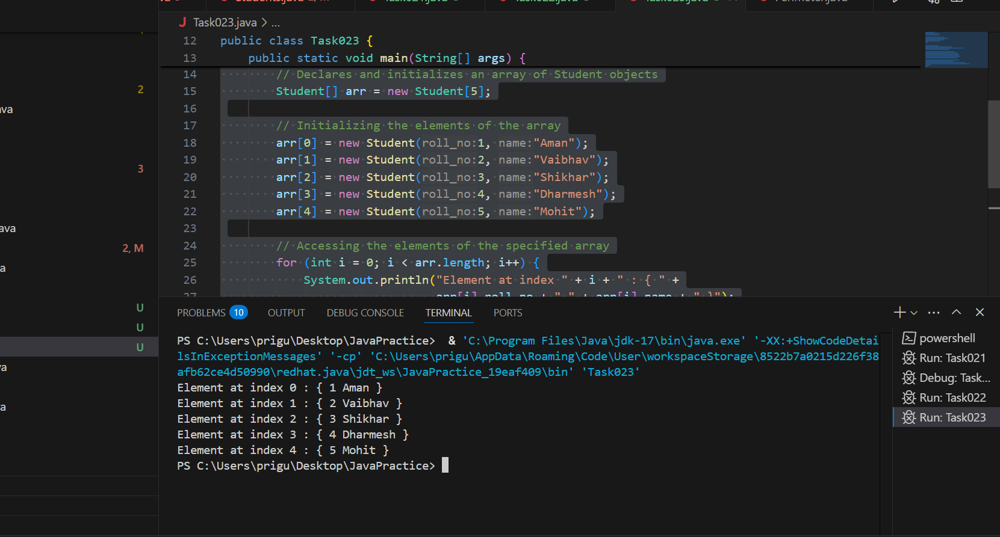 Task023.java > ...
12 public class Task023 {
13 public static void main(String[] args) {
14 // Declares and initializes an array of Student objects
15 Student[] arr = new Student[5];
16
17 // Initializing the elements of the array
18 arr[0] = new Student(roll_no:1, name:"Aman");
19 arr[1] = new Student(roll_no:2, name:"Vaibhav");
20 arr[2] = new Student(roll_no:3, name:"Shikhar");
21 arr[3] = new Student(roll_no:4, name:"Dharmesh");
22 arr[4] = new Student(roll_no:5, name:"Mohit");
23
24 // Accessing the elements of the specified array
25 for (int i = 0; i < arr.length; i++) {
26 System.out.println("Element at index " + i + " : { " +
2
ava
3
ava
2, M
a
U
U
U
a
a
PROBLEMS 10 OUTPUT DEBUG CONSOLE TERMINAL PORTS
PS C:\Users\prigu\Desktop\JavaPractice> & 'C:\Program Files\Java\jdk-17\bin\java.exe' '-XX:+ShowCodeDetai
lsInExceptionMessages' '-cp' 'C:\Users\prigu\AppData\Roaming\Code\User\workspaceStorage\8522b7a0215d226f38
afb62ce4d50990\redhat.java\jdt_ws\JavaPractice_19eaf409\bin' 'Task023'
Element at index 0 : { 1 Aman }
Element at index 1 : { 2 Vaibhav }
Element at index 2 : { 3 Shikhar }
Element at index 3 : { 4 Dharmesh }
Element at index 4 : { 5 Mohit }
PS C:\Users\prigu\Desktop\JavaPractice>
powershell
Run: Task021
Debug: Task...
Run: Task022
Run: Task023